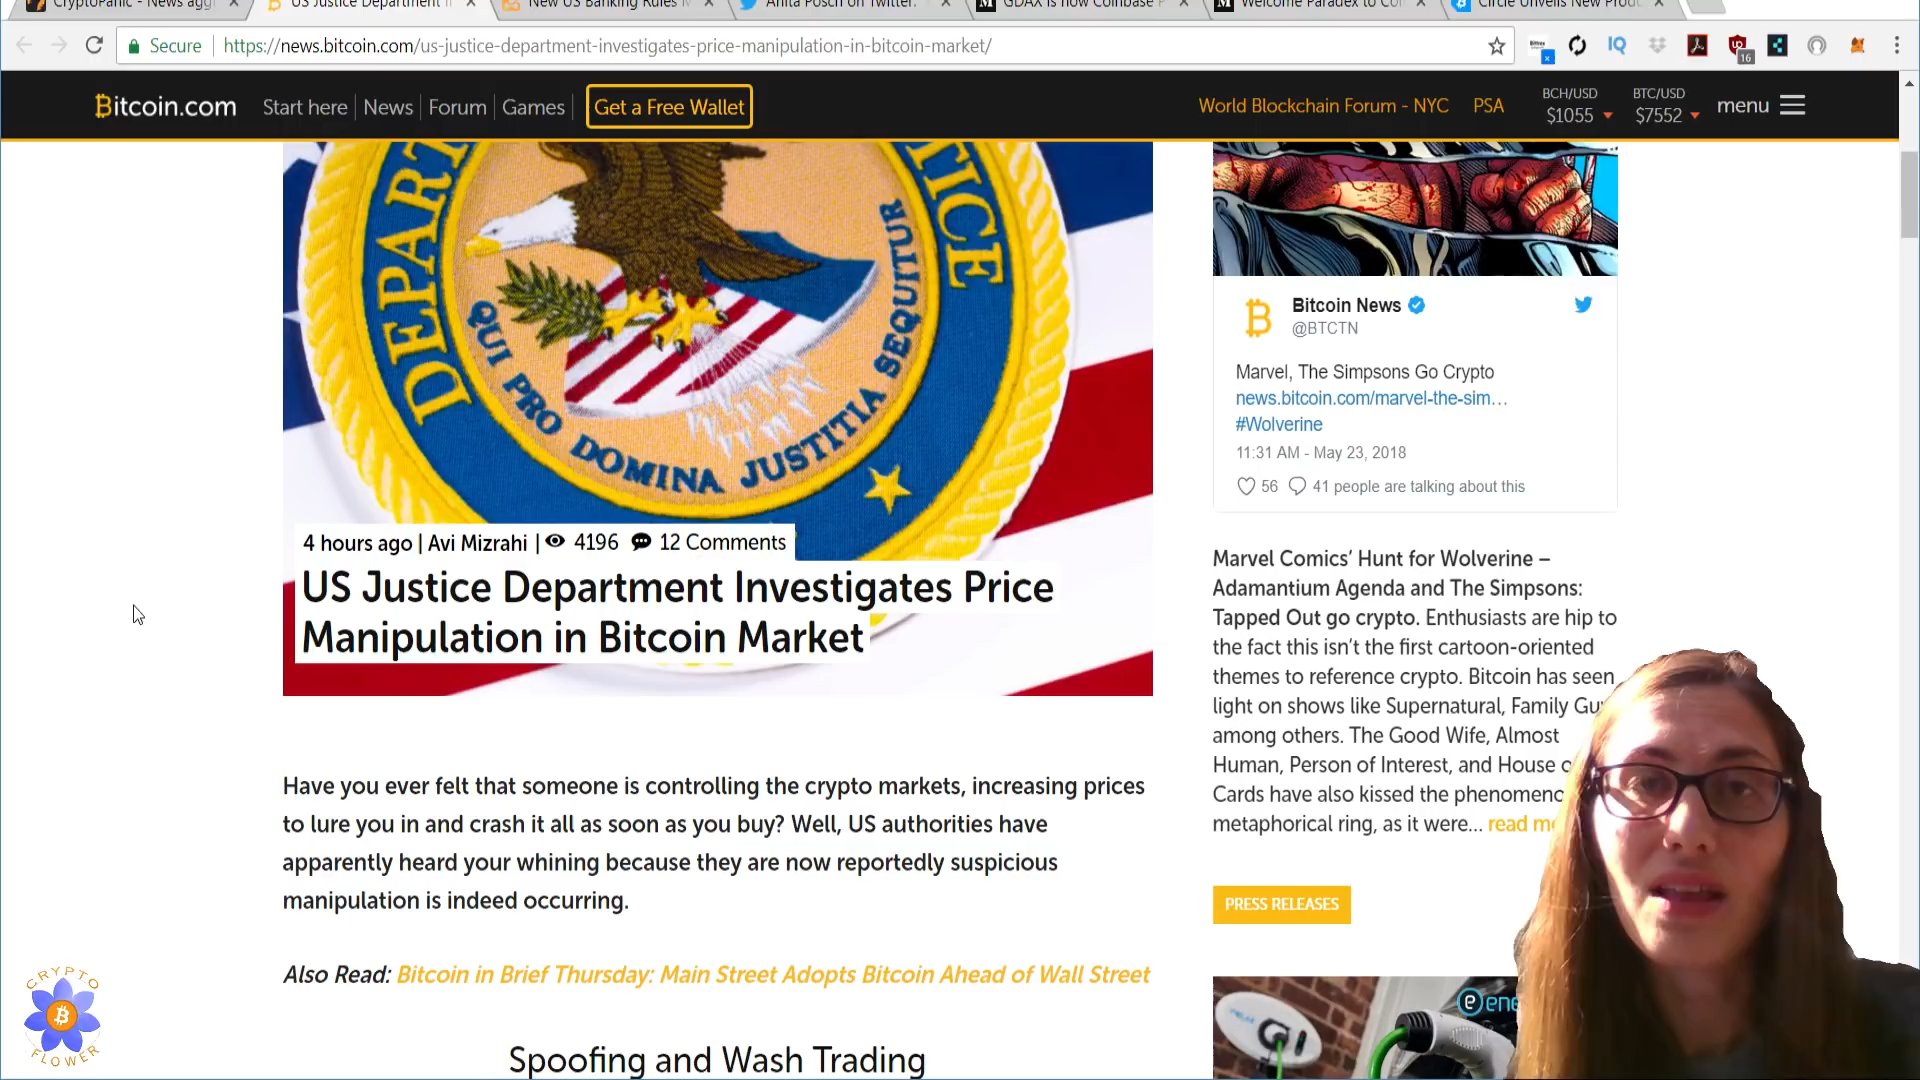 CryptoPanic - News agg
US Justice Department I
New US Banking Rules M
Anita Posch on Twitter:
GDAX is now Coinbase P
Welcome Paradex to Coi
Circle Unveils New Produ
Secure
https://news.bitcoin.com/us-justice-department-investigates-price-manipulation-in-bitcoin-market/
IQ
16
Bitcoin.com
Start here
News
Forum
Games
Get a Free Wallet
World Blockchain Forum - NYC
PSA
BCH/USD
$1055
BTC/USD
$7552
menu
DEPART
TICE
QUI PRO DOMINA JUSTITIA SEQUITUR
4 hours ago | Avi Mizrahi | 4196 12 Comments
US Justice Department Investigates Price
Manipulation in Bitcoin Market
Have you ever felt that someone is controlling the crypto markets, increasing prices
to lure you in and crash it all as soon as you buy? Well, US authorities have
apparently heard your whining because they are now reportedly suspicious
manipulation is indeed occurring.
Also Read: Bitcoin in Brief Thursday: Main Street Adopts Bitcoin Ahead of Wall Street
Spoofing and Wash Trading
Bitcoin News
@BTCTN
Marvel, The Simpsons Go Crypto
news.bitcoin.com/marvel-the-sim…
#Wolverine
11:31 AM - May 23, 2018
56
41 people are talking about this
Marvel Comics’ Hunt for Wolverine –
Adamantium Agenda and The Simpsons:
Tapped Out go crypto. Enthusiasts are hip to
the fact this isn’t the first cartoon-oriented
themes to reference crypto. Bitcoin has seen
light on shows like Supernatural, Family Gu
among others. The Good Wife, Almost
Human, Person of Interest, and House o
Cards have also kissed the phenomeno
metaphorical ring, as it were… read m
PRESS RELEASES
e ene
CRYPTO
FLOWER